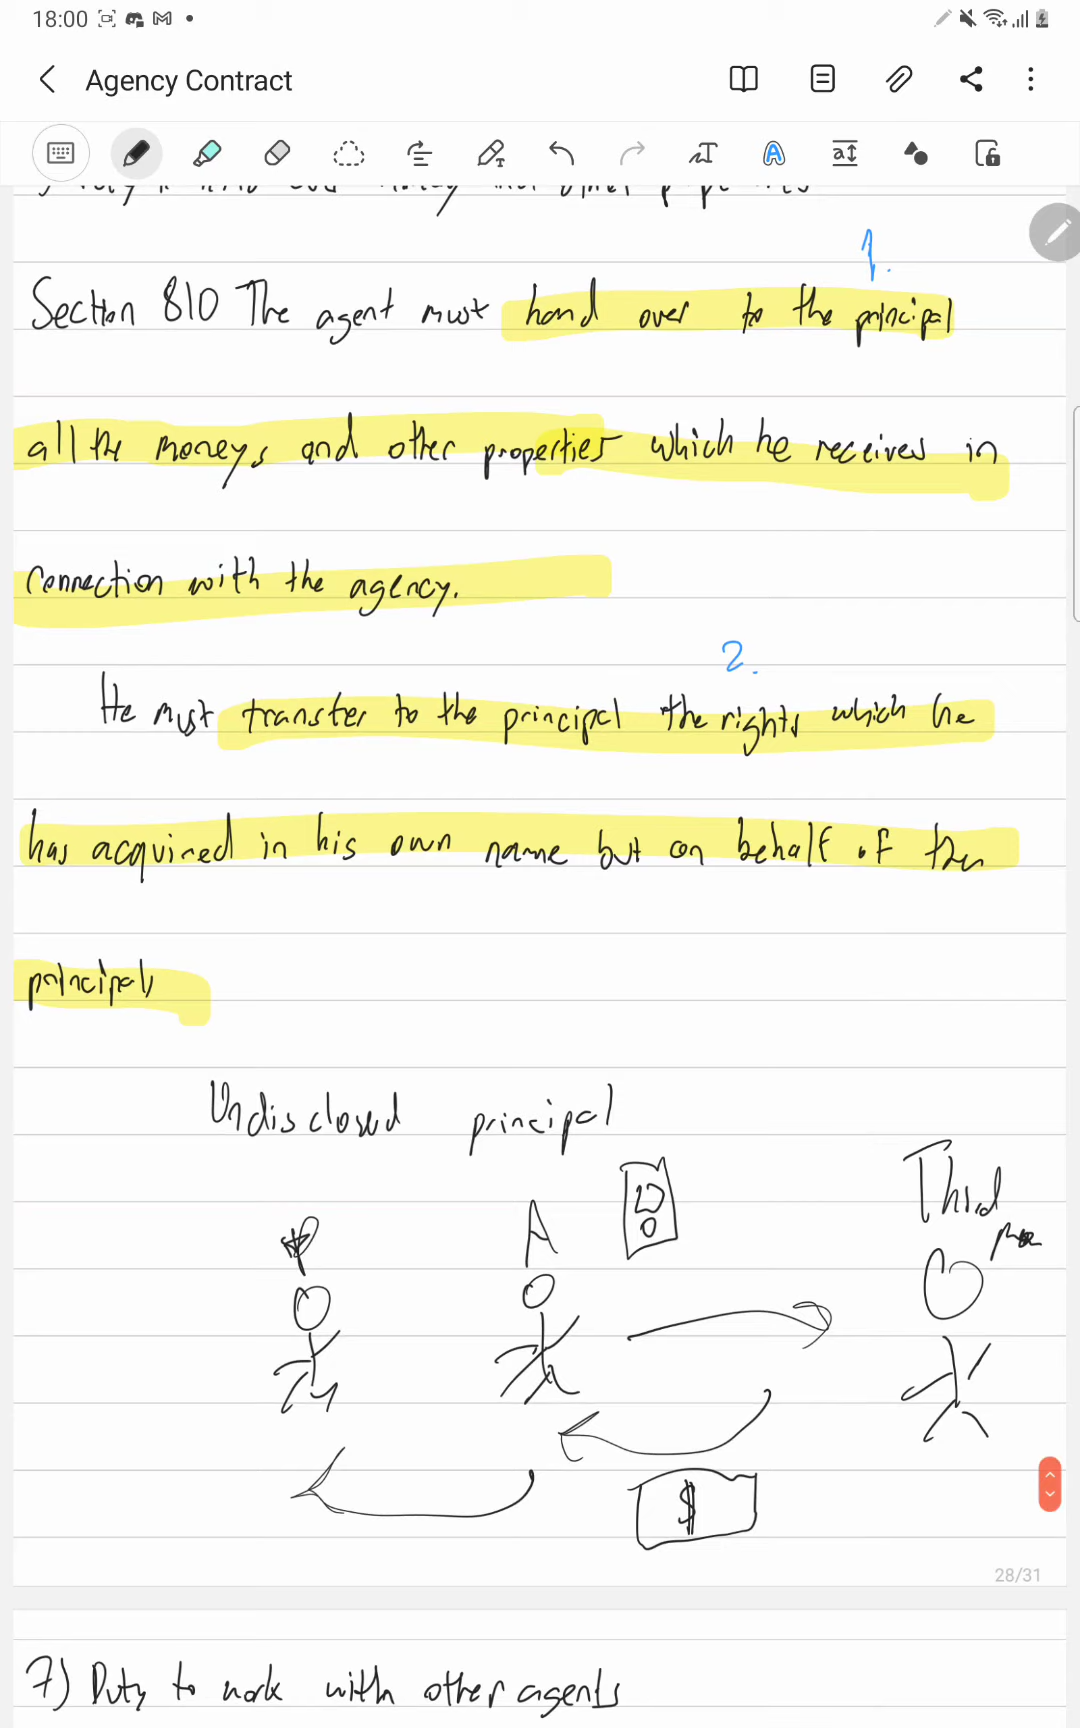 18:00
Agency Contract
1.
Section 810 The agent must hand over to the principal
all the moneys and other properties which he receives in
connection with the agency.
2.
He must transfer to the principal the rights which he
has acquired in his own name but on behalf of the
principal
Undisclosed principal
Third
P A
$
28/31
7) Duty to work with other agents